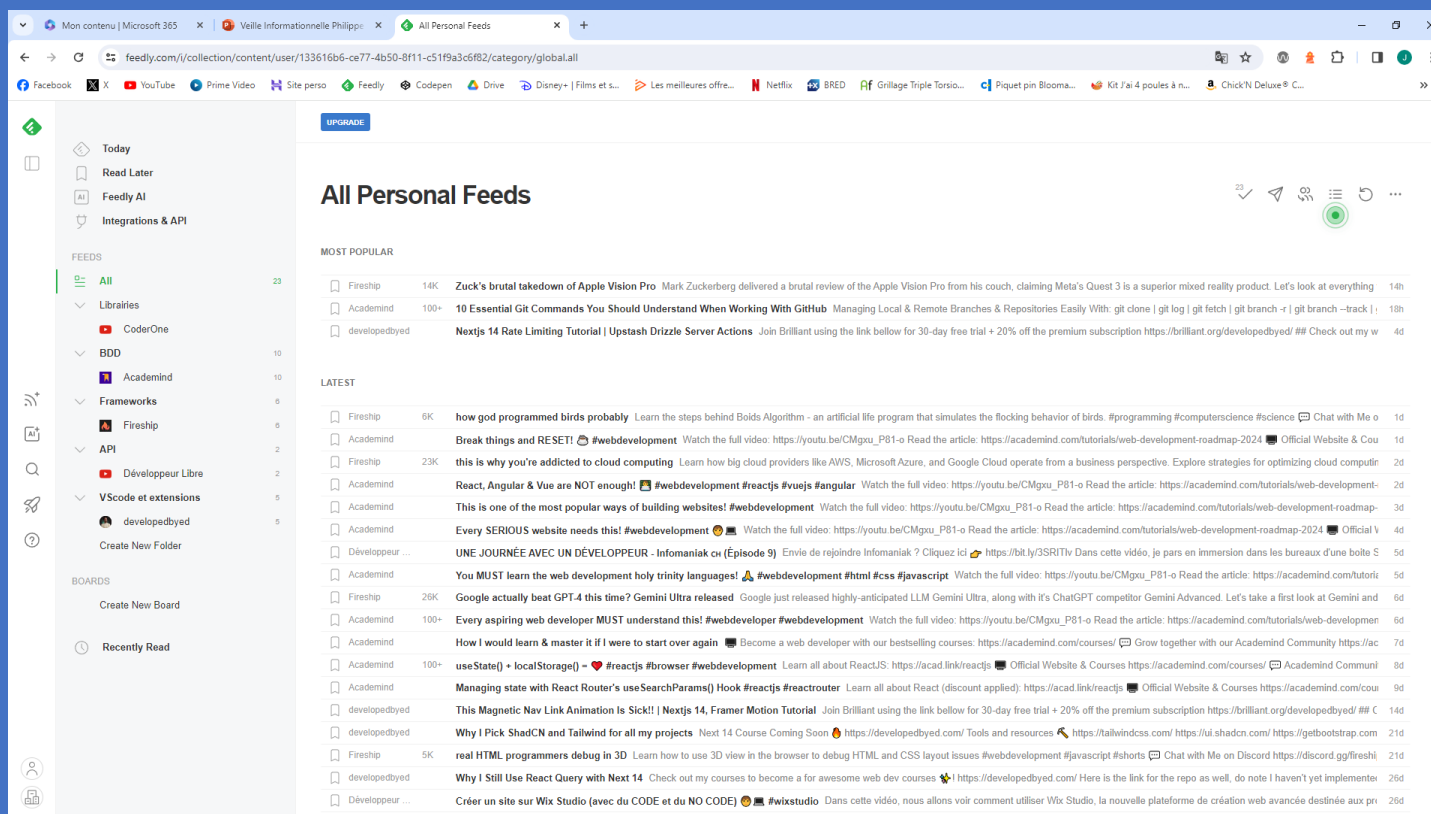 Mon contenu | Microsoft 365
Veille Informationnelle Philippe
All Personal Feeds
feedly.com/i/collection/content/user/133616b6-ce77-4b50-8f11-c51f9a3c6f82/category/global.all
J
Facebook X YouTube Prime Video Site perso Feedly Codepen Drive Disney+ | Films et s... Les meilleures offre... Netflix BRED Grillage Triple Torsio... Piquet pin Blooma... Kit J'ai 4 poules à n... Chick'N Deluxe® C... »
UPGRADE
Today
Read Later
AI Feedly AI
Integrations & API
FEEDS
All 23
Librairies
CoderOne
BDD 10
Academind 10
Frameworks 6
Fireship 6
API 2
Développeur Libre 2
VScode et extensions 5
developedbyed 5
Create New Folder
BOARDS
Create New Board
Recently Read
AI
All Personal Feeds
23
MOST POPULAR
Fireship 14K Zuck's brutal takedown of Apple Vision Pro Mark Zuckerberg delivered a brutal review of the Apple Vision Pro from his couch, claiming Meta's Quest 3 is a superior mixed reality product. Let's look at everything 14h
Academind 100+ 10 Essential Git Commands You Should Understand When Working With GitHub Managing Local & Remote Branches & Repositories Easily With: git clone | git log | git fetch | git branch -r | git branch --track | 18h
developedbyed Nextjs 14 Rate Limiting Tutorial | Upstash Drizzle Server Actions Join Brilliant using the link bellow for 30-day free trial + 20% off the premium subscription https://brilliant.org/developedbyed/ ## Check out my w 4d
LATEST
Fireship 6K how god programmed birds probably Learn the steps behind Boids Algorithm - an artificial life program that simulates the flocking behavior of birds. #programming #computerscience #science 💬 Chat with Me o 1d
Academind Break things and RESET! #webdevelopment Watch the full video: https://youtu.be/CMgxu_P81-o Read the article: https://academind.com/tutorials/web-development-roadmap-2024 🖥 Official Website & Cou 1d
Fireship 23K this is why you're addicted to cloud computing Learn how big cloud providers like AWS, Microsoft Azure, and Google Cloud operate from a business perspective. Explore strategies for optimizing cloud computin 2d
Academind React, Angular & Vue are NOT enough! #webdevelopment #reactjs #vuejs #angular Watch the full video: https://youtu.be/CMgxu_P81-o Read the article: https://academind.com/tutorials/web-development- 2d
Academind This is one of the most popular ways of building websites! #webdevelopment Watch the full video: https://youtu.be/CMgxu_P81-o Read the article: https://academind.com/tutorials/web-development-roadmap- 3d
Academind Every SERIOUS website needs this! #webdevelopment 🧑‍💻 Watch the full video: https://youtu.be/CMgxu_P81-o Read the article: https://academind.com/tutorials/web-development-roadmap-2024 🖥 Official V 4d
Développeur ... UNE JOURNÉE AVEC UN DÉVELOPPEUR - Infomaniak CH (Épisode 9) Envie de rejoindre Infomaniak ? Cliquez ici 👉 https://bit.ly/3SRITlv Dans cette vidéo, je pars en immersion dans les bureaux d'une boite S 5d
Academind You MUST learn the web development holy trinity languages! 🙏 #webdevelopment #html #css #javascript Watch the full video: https://youtu.be/CMgxu_P81-o Read the article: https://academind.com/tutoria 5d
Fireship 26K Google actually beat GPT-4 this time? Gemini Ultra released Google just released highly-anticipated LLM Gemini Ultra, along with it's ChatGPT competitor Gemini Advanced. Let's take a first look at Gemini and 6d
Academind 100+ Every aspiring web developer MUST understand this! #webdeveloper #webdevelopment Watch the full video: https://youtu.be/CMgxu_P81-o Read the article: https://academind.com/tutorials/web-developmen 6d
Academind How I would learn & master it if I were to start over again 🖥 Become a web developer with our bestselling courses: https://academind.com/courses/ 💬 Grow together with our Academind Community https://ac 7d
Academind 100+ useState() + localStorage() = ❤️ #reactjs #browser #webdevelopment Learn all about ReactJS: https://acad.link/reactjs 🖥 Official Website & Courses https://academind.com/courses/ 💬 Academind Communi 8d
Academind Managing state with React Router's useSearchParams() Hook #reactjs #reactrouter Learn all about React (discount applied): https://acad.link/reactjs 🖥 Official Website & Courses https://academind.com/cour 9d
developedbyed This Magnetic Nav Link Animation Is Sick!! | Nextjs 14, Framer Motion Tutorial Join Brilliant using the link bellow for 30-day free trial + 20% off the premium subscription https://brilliant.org/developedbyed/ ## C 14d
developedbyed Why I Pick ShadCN and Tailwind for all my projects Next 14 Course Coming Soon 🔥 https://developedbyed.com/ Tools and resources 🔨 https://tailwindcss.com/ https://ui.shadcn.com/ https://getbootstrap.com 21d
Fireship 5K real HTML programmers debug in 3D Learn how to use 3D view in the browser to debug HTML and CSS layout issues #webdevelopment #javascript #shorts 💬 Chat with Me on Discord https://discord.gg/fireshi 21d
developedbyed Why I Still Use React Query with Next 14 Check out my courses to become a for awesome web dev courses ✨! https://developedbyed.com/ Here is the link for the repo as well, do note I haven't yet implemented 26d
Développeur ... Créer un site sur Wix Studio (avec du CODE et du NO CODE) 🧑‍💻 #wixstudio Dans cette vidéo, nous allons voir comment utiliser Wix Studio, la nouvelle plateforme de création web avancée destinée aux pr 26d